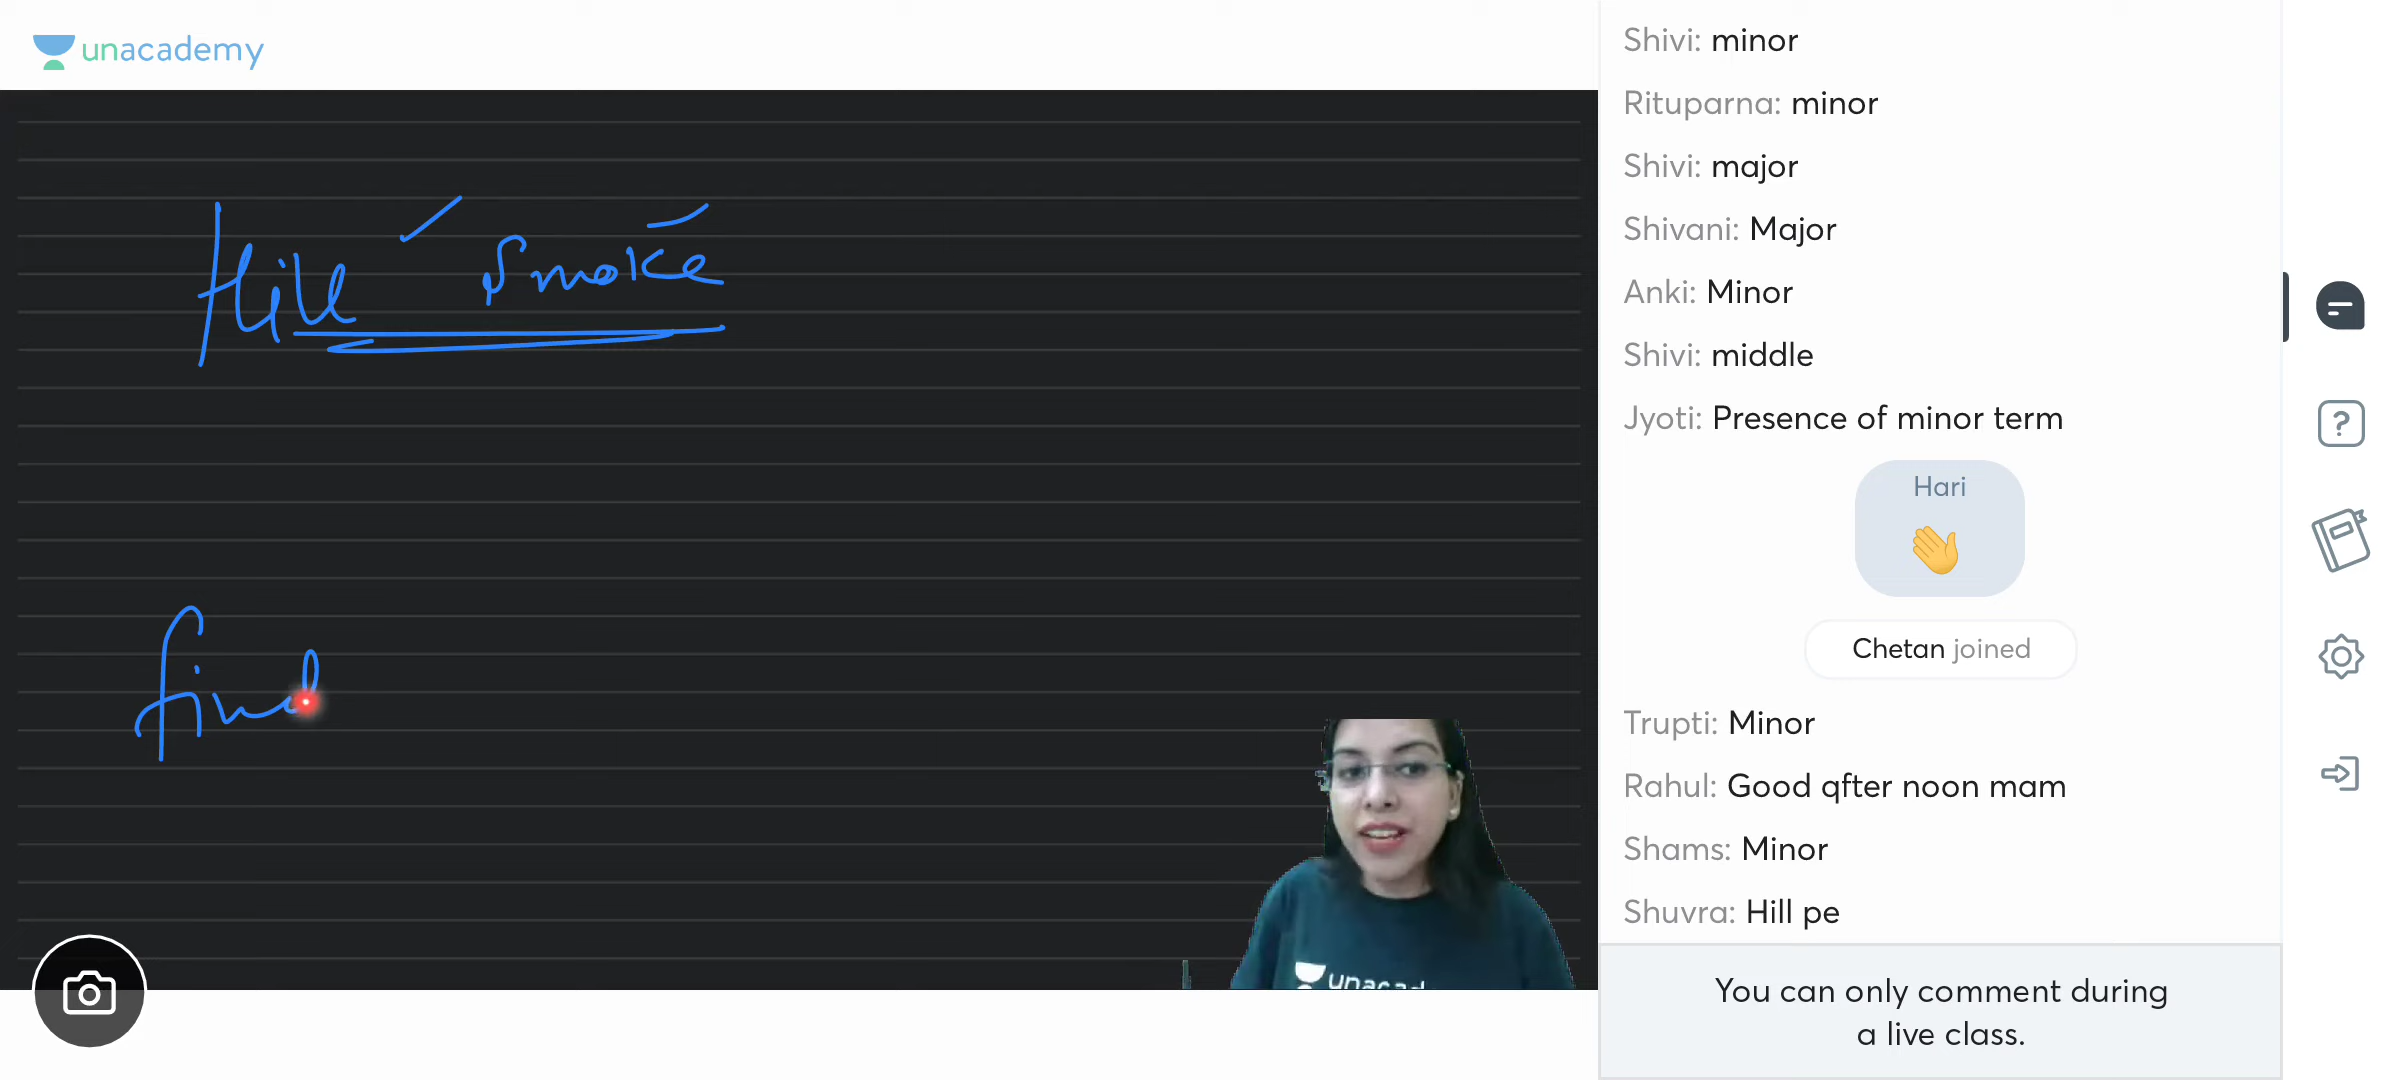 unacademy
Hill Smoke
find
unacad
Shivi: minor
Rituparna: minor
Shivi: major
Shivani: Major
Anki: Minor
Shivi: middle
Jyoti: Presence of minor term
Hari
Chetan joined
Trupti: Minor
Rahul: Good qfter noon mam
Shams: Minor
Shuvra: Hill pe
You can only comment during
a live class.